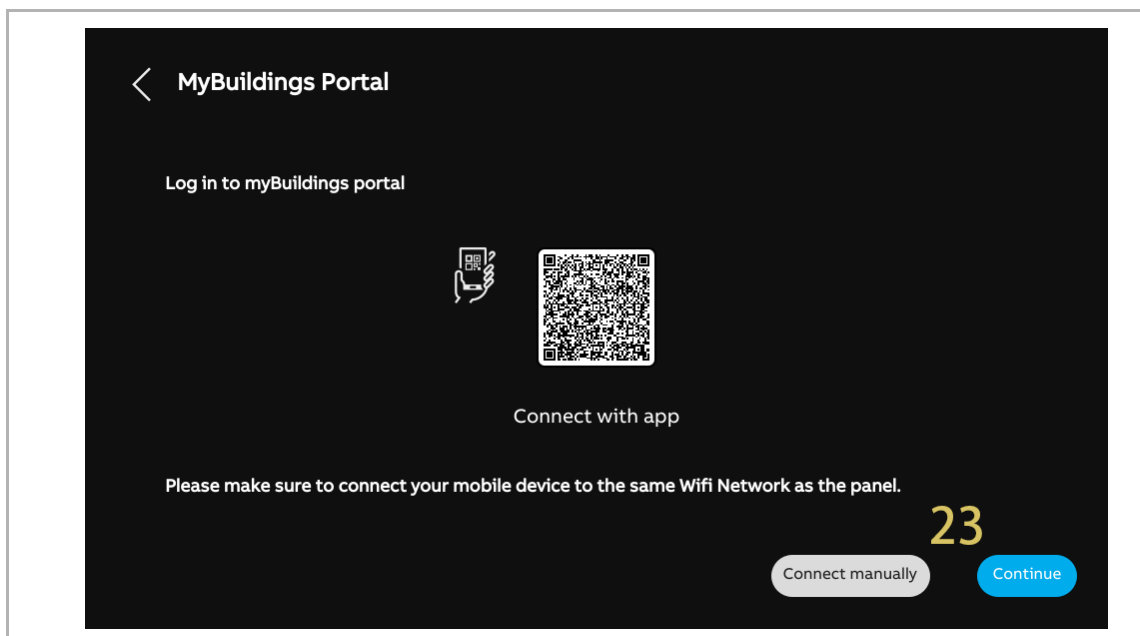 MyBuildings Portal
Log in to myBuildings portal
Connect with app
Please make sure to connect your mobile device to the same Wifi Network as the panel.
23
Connect manually
Continue